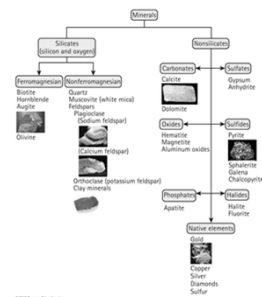 Minerals
Silicates
(silicon and oxygen)
Nonsilicates
Ferromagnesian
Biotite
Hornblende
Augite
Olivine
Nonferromagnesian
Quartz
Muscovite (white mica)
Feldspars
Plagioclase
(Sodium feldspar)
(Calcium feldspar)
Orthoclase (potassium feldspar)
Clay minerals
Carbonates
Calcite
Dolomite
Sulfates
Gypsum
Anhydrite
Oxides
Hematite
Magnetite
Aluminum oxides
Sulfides
Pyrite
Sphalerite
Galena
Chalcopyrite
Phosphates
Apatite
Halides
Halite
Fluorite
Native elements
Gold
Copper
Silver
Diamonds
Sulfur